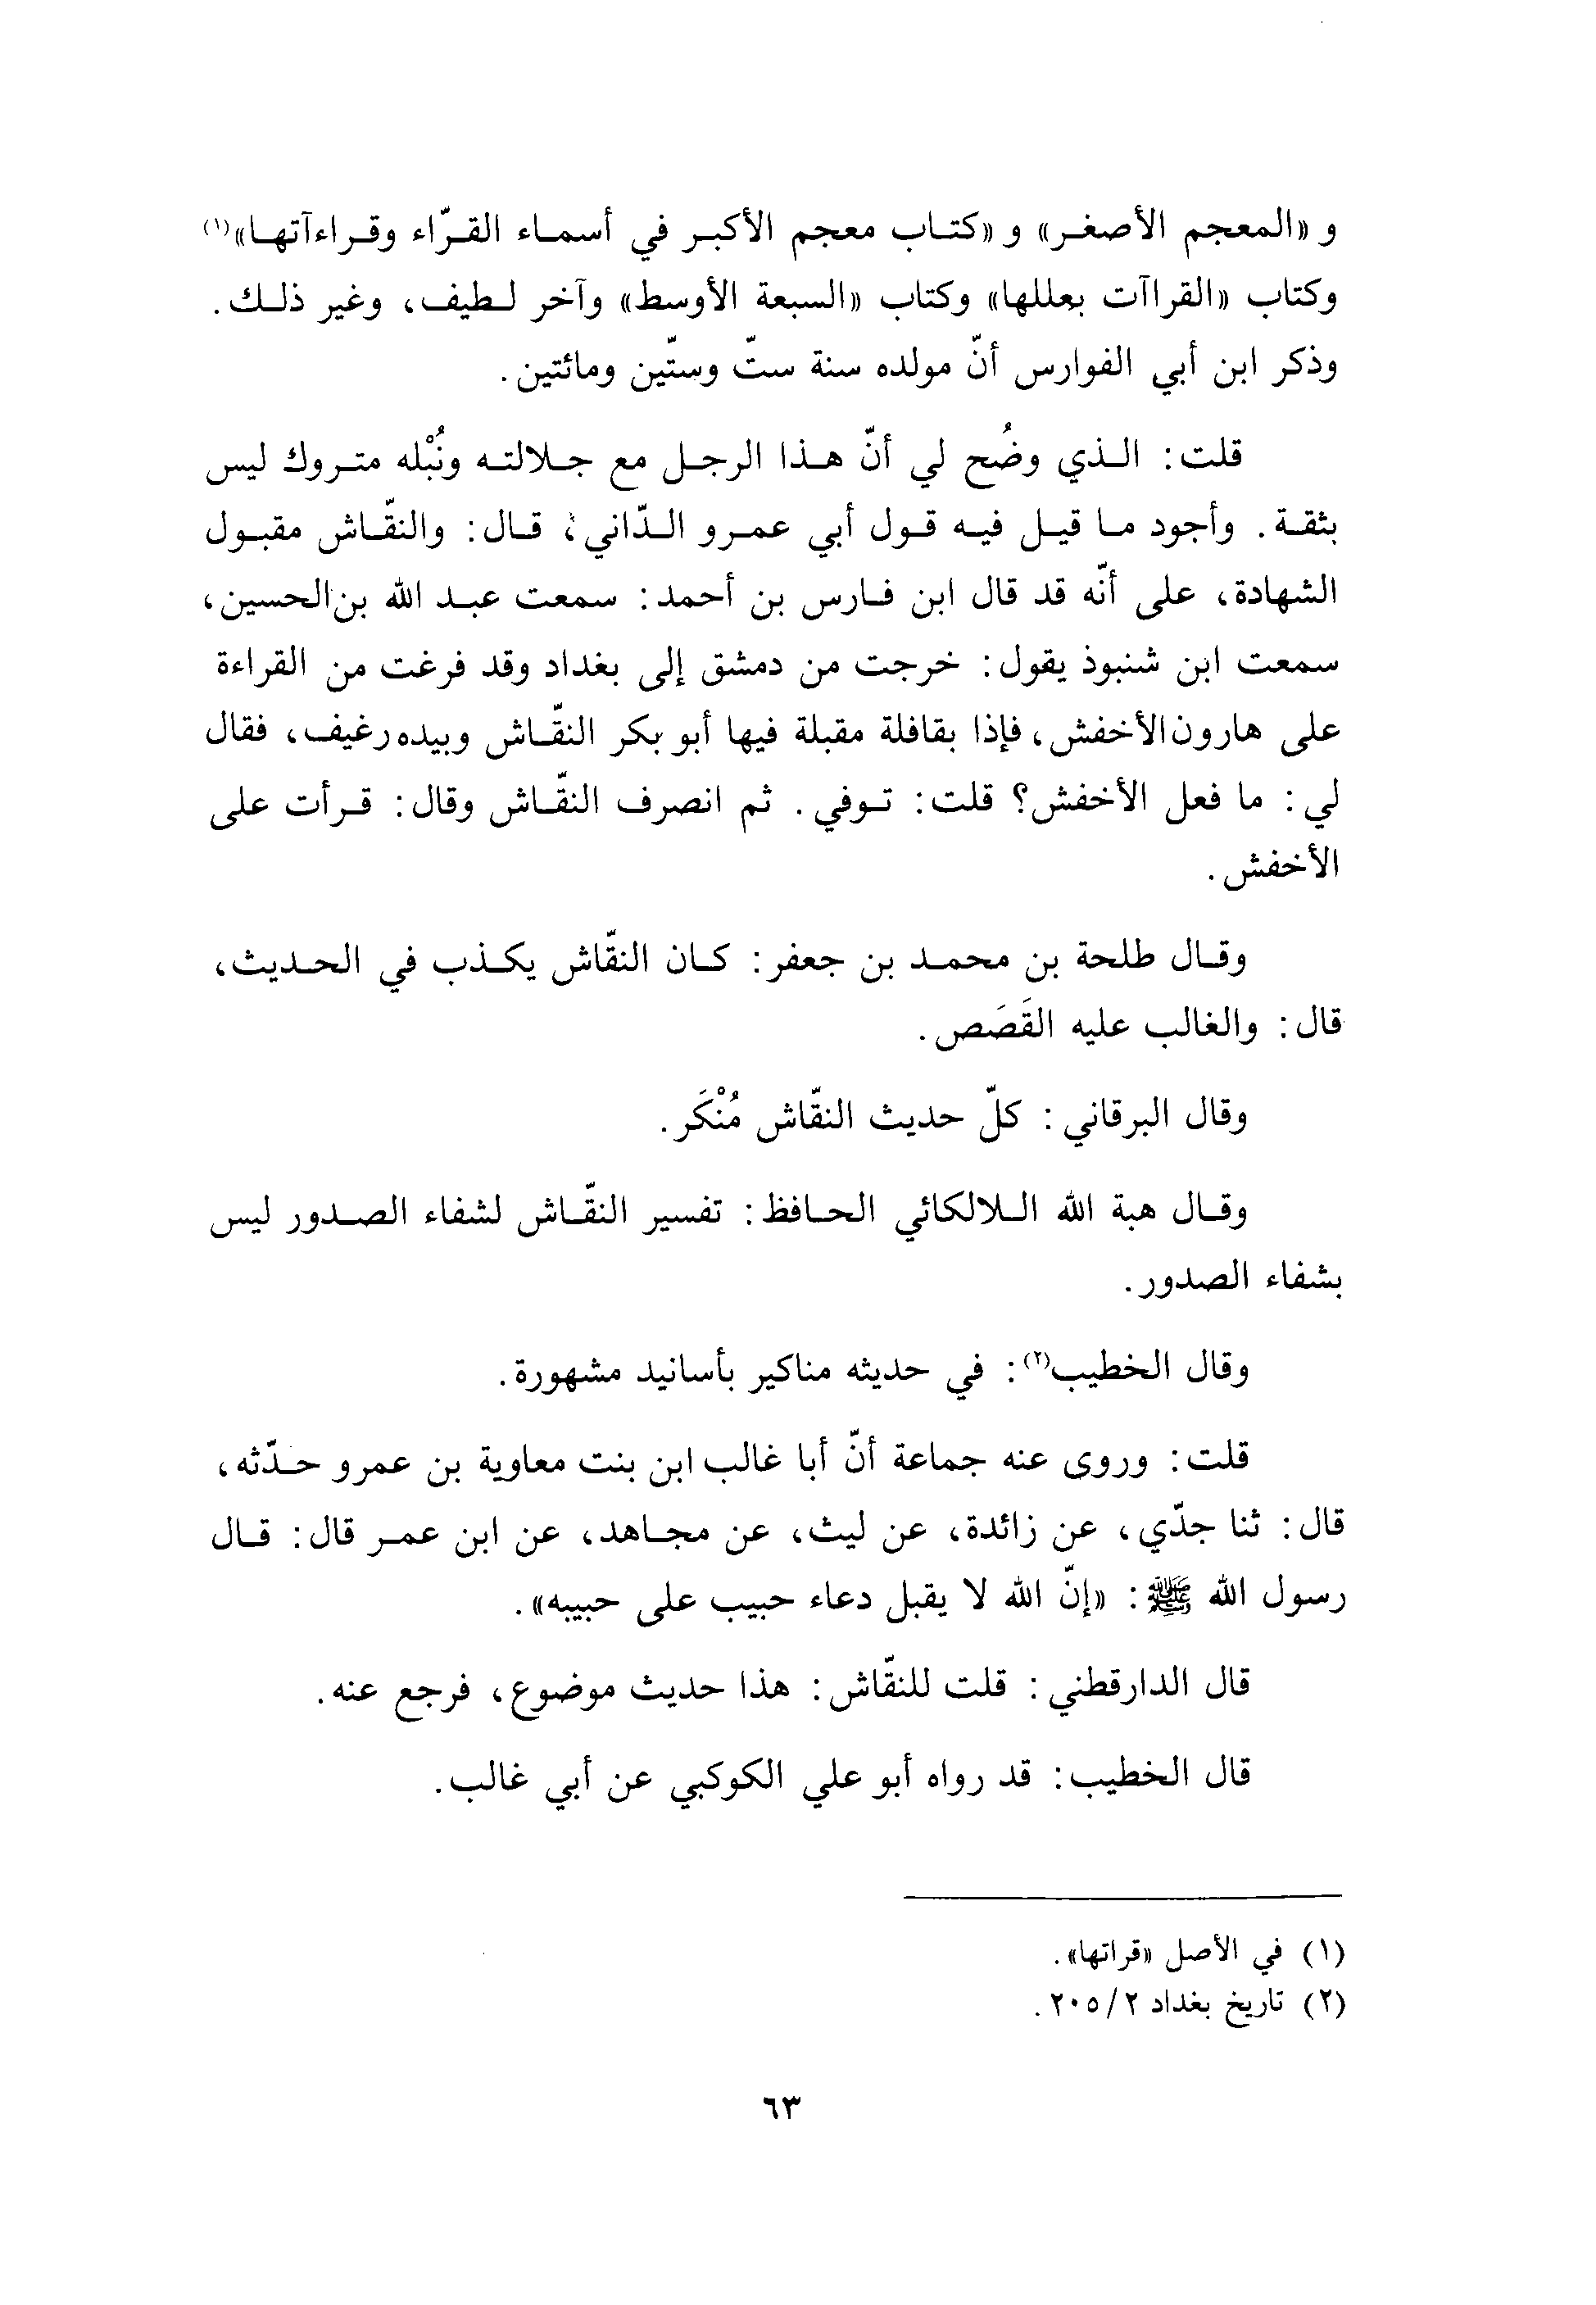 و «المعجم الأصغر» و «كتاب معجم الأكبر في أسماء القرّاء وقراءآتها»(١)
وكتاب «القراآت بعللها» وكتاب «السبعة الأوسط» وآخر لطيف، وغير ذلك.
وذكر ابن أبي الفوارس أنّ مولده سنة ستّ وستّين ومائتين.
قلت: الذي وضُح لي أنّ هذا الرجل مع جلالته ونُبْله متروك ليس
بثقة. وأجود ما قيل فيه قول أبي عمرو الدّاني؛ قال: والنقّاش مقبول
الشهادة، على أنّه قد قال ابن فارس بن أحمد: سمعت عبد الله بن الحسين،
سمعت ابن شنبوذ يقول: خرجت من دمشق إلى بغداد وقد فرغت من القراءة
على هارون الأخفش، فإذا بقافلة مقبلة فيها أبو بكر النقّاش وبيده رغيف، فقال
لي: ما فعل الأخفش؟ قلت: توفي. ثم انصرف النقّاش وقال: قرأت على
الأخفش.
وقال طلحة بن محمد بن جعفر: كان النقّاش يكذب في الحديث،
قال: والغالب عليه القَصَص.
وقال البرقاني: كلّ حديث النقّاش مُنْكَر.
وقال هبة الله اللالكائي الحافظ: تفسير النقّاش لشفاء الصدور ليس
بشفاء الصدور.
وقال الخطيب(٢): في حديثه مناكير بأسانيد مشهورة.
قلت: وروى عنه جماعة أنّ أبا غالب ابن بنت معاوية بن عمرو حدّثه،
قال: ثنا جدّي، عن زائدة، عن ليث، عن مجاهد، عن ابن عمر قال: قال
رسول الله ﷺ: «إنّ الله لا يقبل دعاء حبيب على حبيبه».
قال الدارقطني: قلت للنقّاش: هذا حديث موضوع، فرجع عنه.
قال الخطيب: قد رواه أبو علي الكوكبي عن أبي غالب.
(١) في الأصل «قراتها».
(٢) تاريخ بغداد ٢/ ٢٠٥.
٦٣